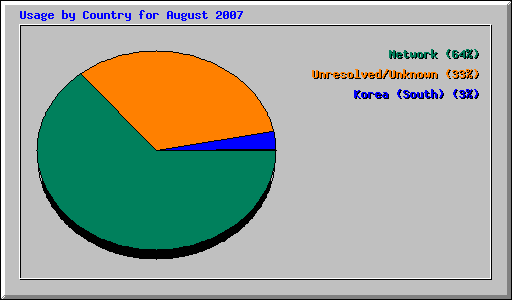 Usage by Country for August 2007
Network (64%)
Unresolved/Unknown (33%)
Korea (South) (3%)